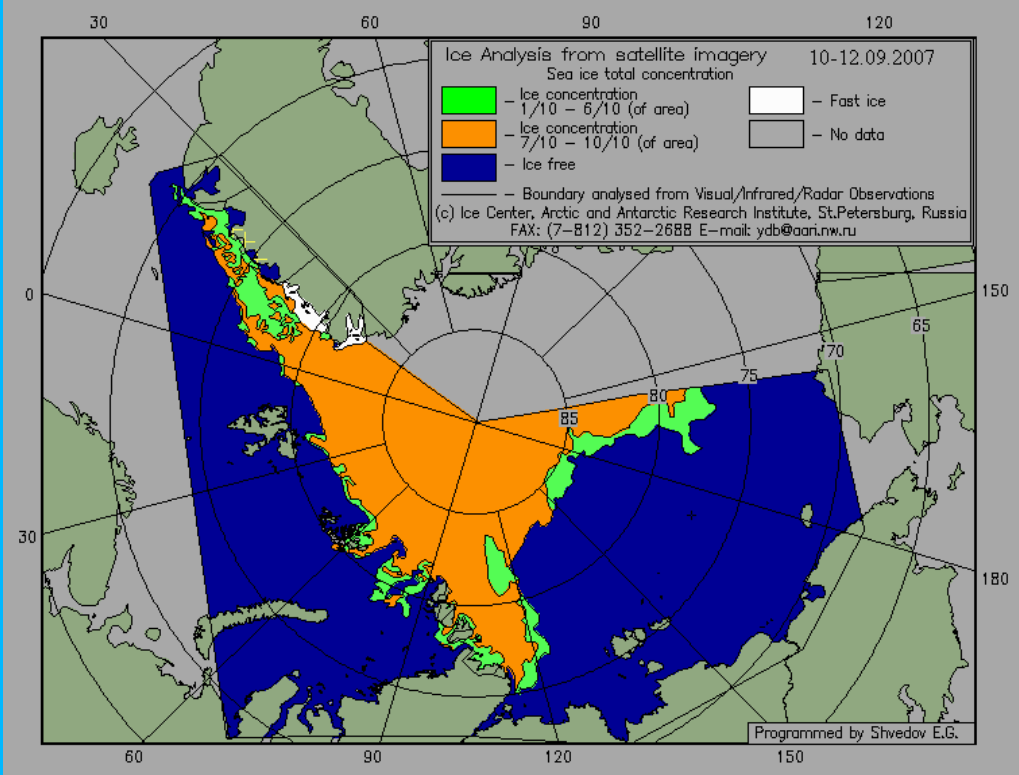 30 60 90 120
Ice Analysis from satellite imagery 10-12.09.2007
Sea ice total concentration
– Ice concentration
1/10 – 6/10 (of area)
– Fast ice
– Ice concentration
7/10 – 10/10 (of area)
– No data
– Ice free
– Boundary analysed from Visual/Infrared/Radar Observations
(c) Ice Center, Arctic and Antarctic Research Institute, St.Petersburg, Russia
FAX: (7-812) 352-2688 E-mail: ydb@aari.nw.ru
0
150
65
70
75
80
85
30
180
Programmed by Shvedov E.G.
60 90 120 150